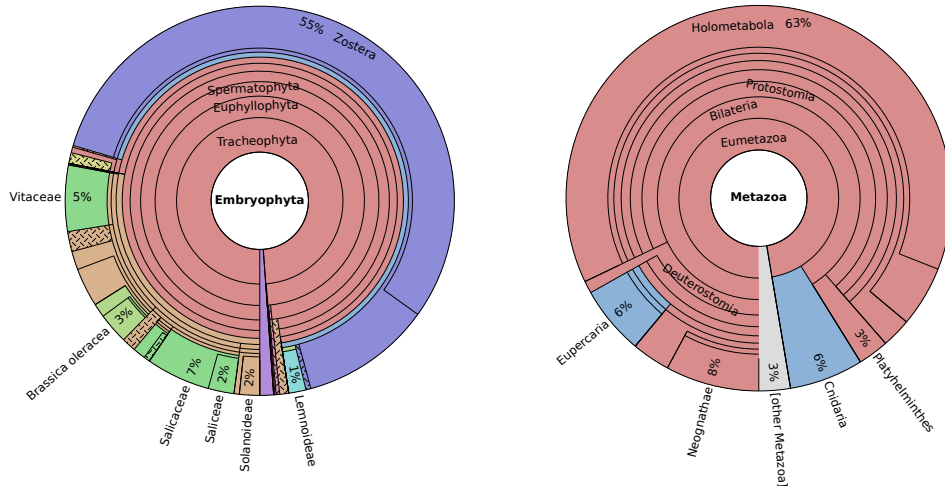 55% Zostera
Spermatophyta
Euphyllophyta
Tracheophyta
Embryophyta
Vitaceae 5%
Brassica oleracea 3%
Salicaceae 7%
Saliceae 2%
Solanoideae 2%
Lemnoideae 1%
Holometabola 63%
Protostomia
Bilateria
Eumetazoa
Metazoa
Deuterostomia
Eupercaria 6%
Neognathae 8%
[other Metazoa] 3%
Cnidaria 6%
Platyhelminthes 3%